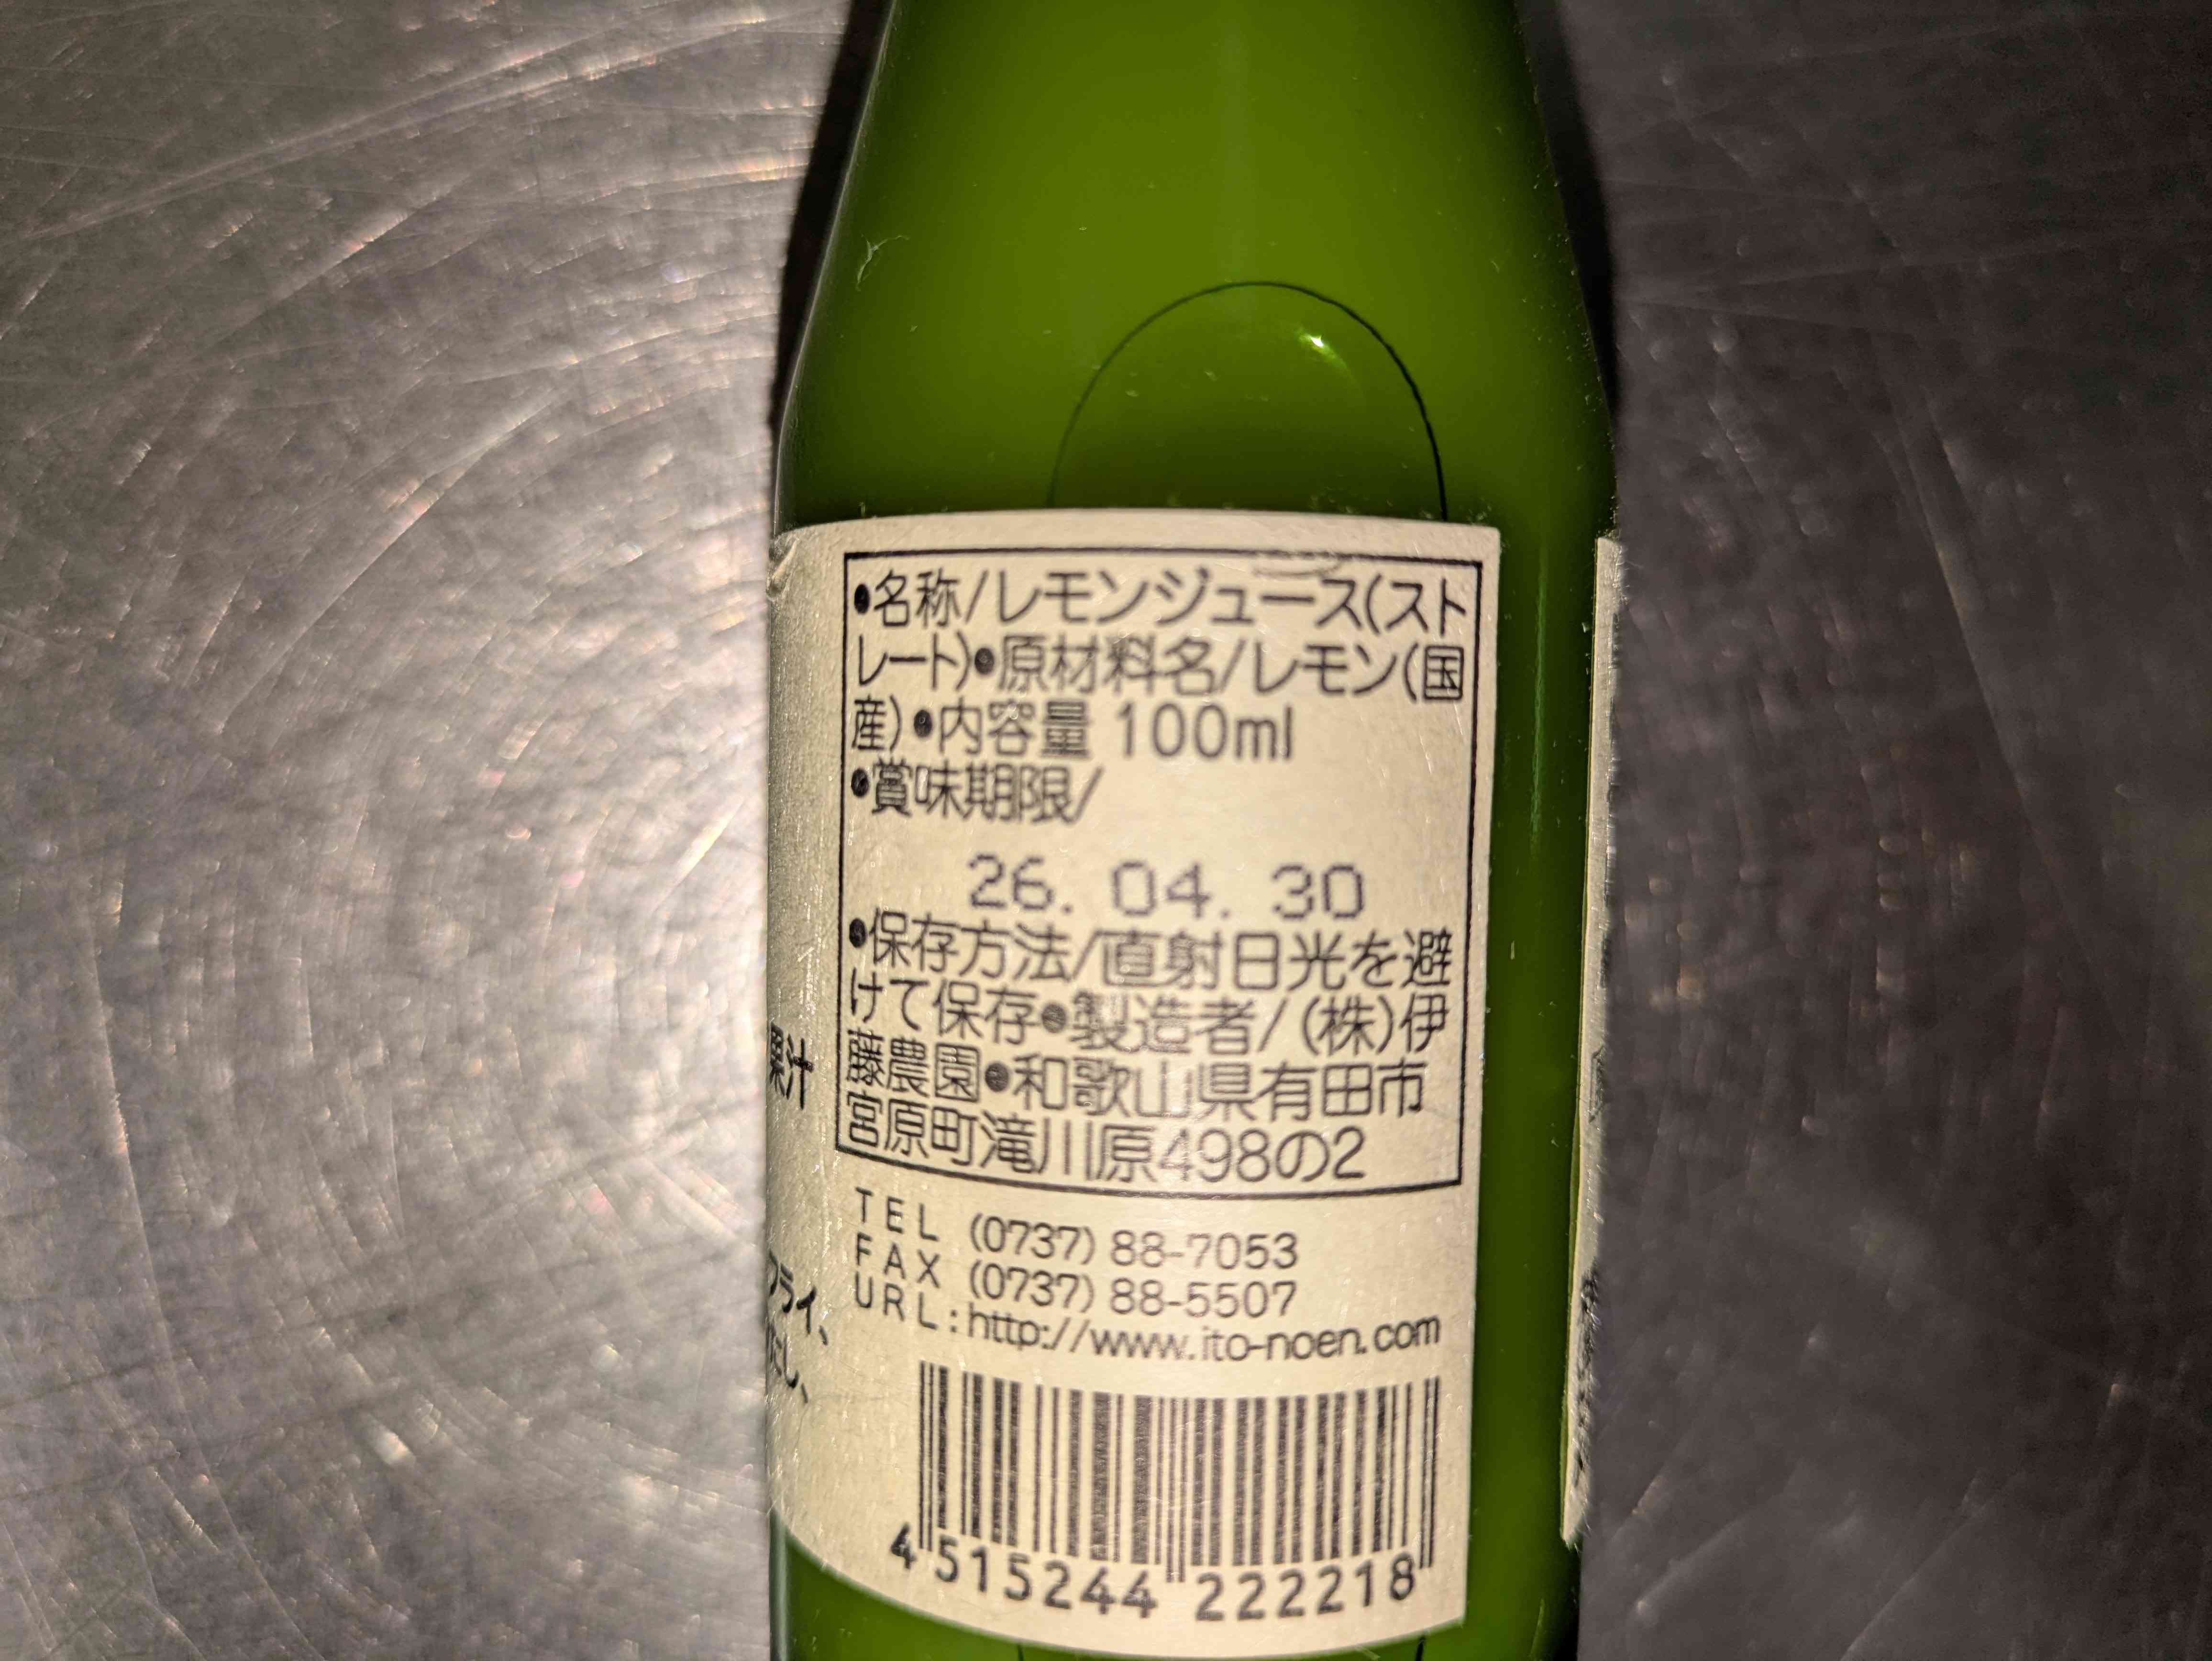 ●名称/レモンジュース(スト
レート)●原材料名/レモン(国
産)●内容量 100ml
●賞味期限/
26. 04. 30
●保存方法/直射日光を避
けて保存●製造者/(株)伊
藤農園●和歌山県有田市
宮原町滝川原498の2
TEL (0737) 88-7053
FAX (0737) 88-5507
URL:http://www.ito-noen.com
4 515244 222218
果汁
フライ、